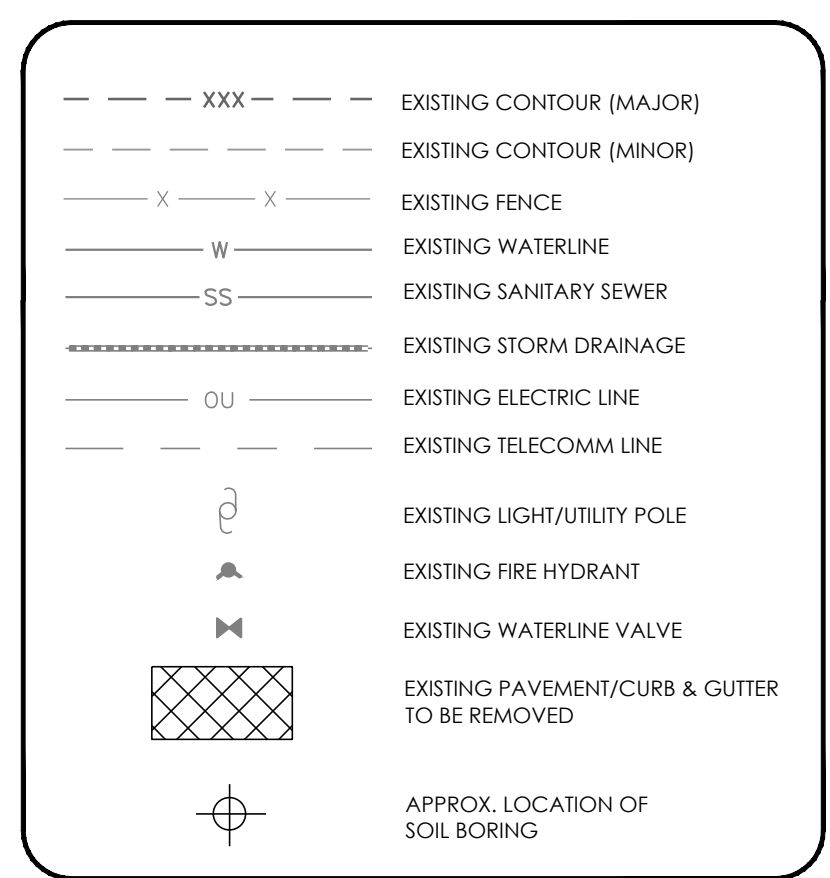 XXX EXISTING CONTOUR (MAJOR)
EXISTING CONTOUR (MINOR)
X X EXISTING FENCE
W EXISTING WATERLINE
SS EXISTING SANITARY SEWER
EXISTING STORM DRAINAGE
OU EXISTING ELECTRIC LINE
EXISTING TELECOMM LINE
EXISTING LIGHT/UTILITY POLE
EXISTING FIRE HYDRANT
EXISTING WATERLINE VALVE
EXISTING PAVEMENT/CURB & GUTTER
TO BE REMOVED
APPROX. LOCATION OF
SOIL BORING